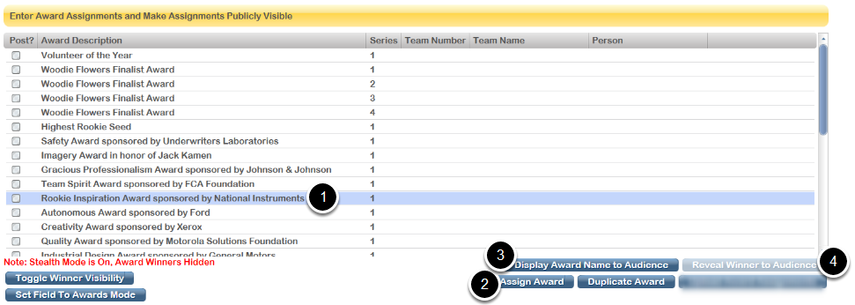 Enter Award Assignments and Make Assignments Publicly Visible
Post? Award Description Series Team Number Team Name Person
Volunteer of the Year 1
Woodie Flowers Finalist Award 1
Woodie Flowers Finalist Award 2
Woodie Flowers Finalist Award 3
Woodie Flowers Finalist Award 4
Highest Rookie Seed 1
Safety Award sponsored by Underwriters Laboratories 1
Imagery Award in honor of Jack Kamen 1
Gracious Professionalism Award sponsored by Johnson & Johnson 1
Team Spirit Award sponsored by FCA Foundation 1
Rookie Inspiration Award sponsored by National Instruments 1 1
Autonomous Award sponsored by Ford 1
Creativity Award sponsored by Xerox 1
Quality Award sponsored by Motorola Solutions Foundation 1
Industrial Design Award sponsored by General Motors 1
Note: Stealth Mode is On, Award Winners Hidden
3 Display Award Name to Audience Reveal Winner to Audience 4
Toggle Winner Visibility 2 Assign Award Duplicate Award
Set Field To Awards Mode